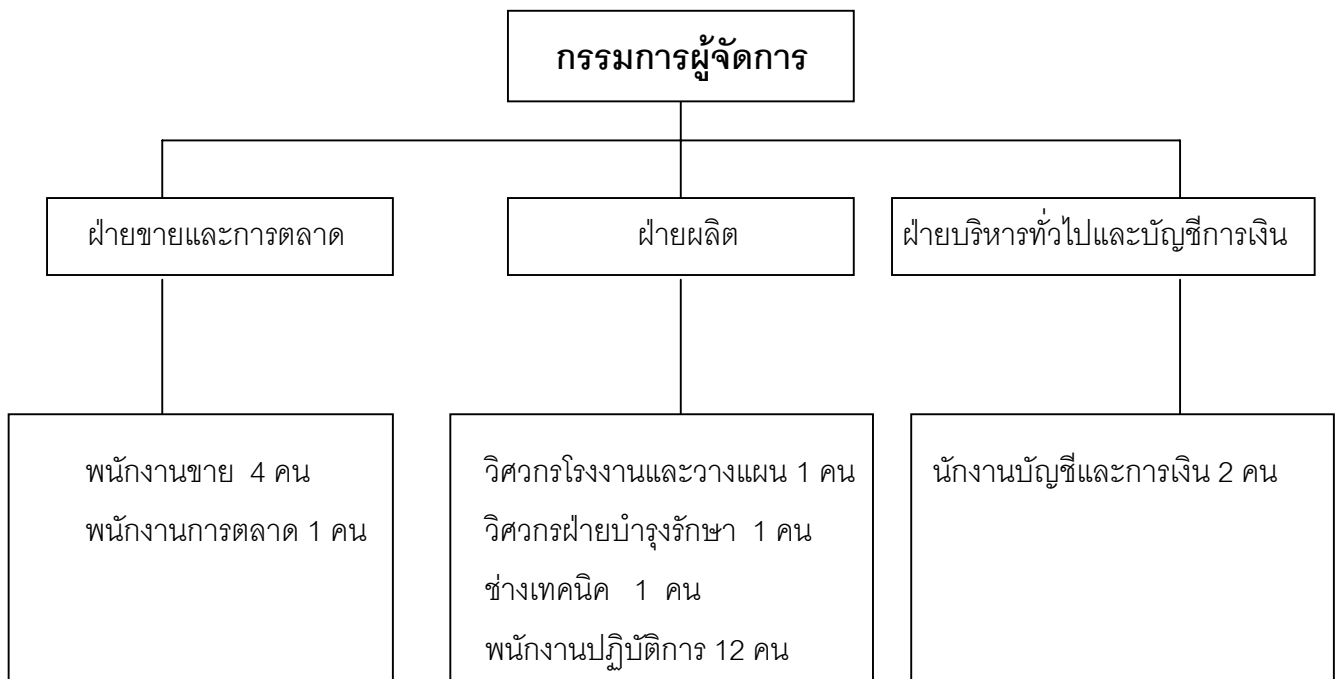 กรรมการผู้จัดการ
ฝ่ายขายและการตลาด
ฝ่ายผลิต
ฝ่ายบริหารทั่วไปและบัญชีการเงิน
พนักงานขาย 4 คน
พนักงานการตลาด 1 คน
วิศวกรโรงงานและวางแผน 1 คน
วิศวกรฝ่ายบำรุงรักษา 1 คน
ช่างเทคนิค 1 คน
พนักงานปฏิบัติการ 12 คน
นักงานบัญชีและการเงิน 2 คน